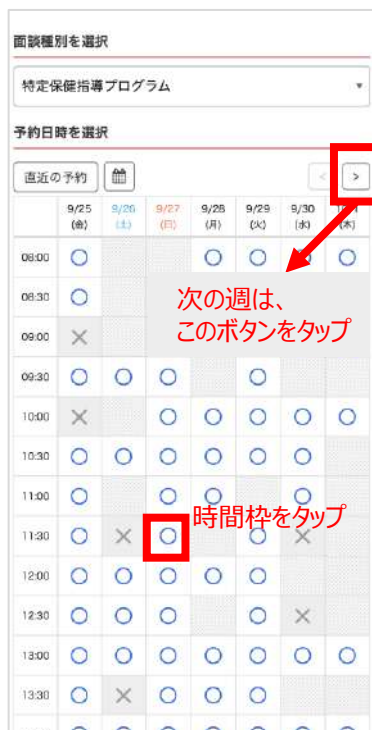 面談種別を選択
特定保健指導プログラム
予約日時を選択
直近の予約
< >
9/25 9/26 9/27 9/28 9/29 9/30
(金) (土) (日) (月) (火) (水) (木)
08:00 ○ ○ ○ ○
08:30 ○
次の週は、
このボタンをタップ
09:00 ×
09:30 ○ ○ ○ ○
10:00 × ○ ○ ○ ○ ○
10:30 ○ ○ ○ ○ ○ ○
11:00 ○ ○ ○ ○
時間枠をタップ
11:30 ○ × ○ ○ ×
12:00 ○ ○ ○ ○ ○
12:30 ○ ○ ○ ○ ×
13:00 ○ ○ ○ ○ ○ ○ ○
13:30 ○ × ○ ○ ○